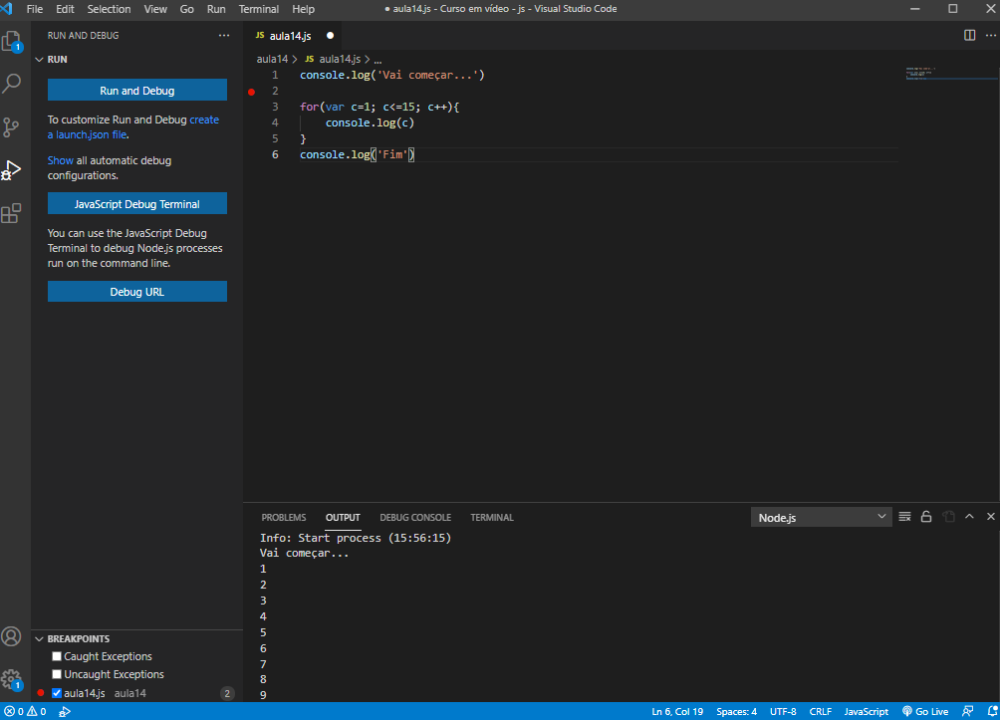 File Edit Selection View Go Run Terminal Help ● aula14.js - Curso em vídeo - js - Visual Studio Code
RUN AND DEBUG ...
RUN
Run and Debug
To customize Run and Debug create
a launch.json file.
Show all automatic debug
configurations.
JavaScript Debug Terminal
You can use the JavaScript Debug
Terminal to debug Node.js processes
run on the command line.
Debug URL
JS aula14.js ●
aula14 > JS aula14.js > ...
1 console.log('Vai começar...')
2
3 for(var c=1; c<=15; c++){
4 console.log(c)
5 }
6 console.log('Fim')
PROBLEMS OUTPUT DEBUG CONSOLE TERMINAL Node.js
Info: Start process (15:56:15)
Vai começar...
1
2
3
4
5
6
7
8
9
BREAKPOINTS
Caught Exceptions
Uncaught Exceptions
aula14.js aula14 2
1
1
0 0 Ln 6, Col 19 Spaces: 4 UTF-8 CRLF JavaScript Go Live